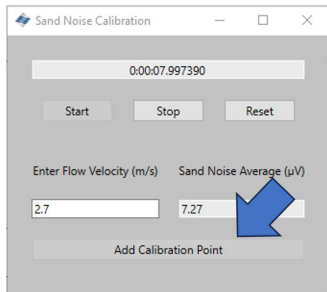 Sand Noise Calibration
0:00:07.997390
Start Stop Reset
Enter Flow Velocity (m/s) Sand Noise Average (µV)
2.7 7.27
Add Calibration Point